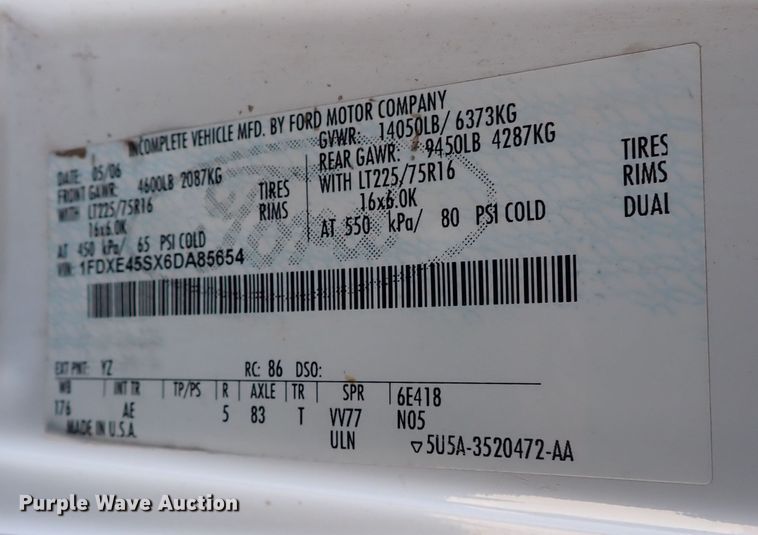 INCOMPLETE VEHICLE MFD. BY FORD MOTOR COMPANY
DATE: 05/06 GVWR: 14050LB/ 6373KG
FRONT GAWR: 4600LB 2087KG REAR GAWR: 9450LB 4287KG
WITH LT225/75R16 TIRES WITH LT225/75R16 TIRES
16x6.0K RIMS 16x6.0K RIMS
AT 450 kPa/ 65 PSI COLD AT 550 kPa/ 80 PSI COLD DUAL
VIN: 1FDXE45SX6DA85654
EXT PNT: YZ RC: 86 DSO:
WB INT TR TP/PS R AXLE TR SPR 6E418
176 AE 5 83 T VV77 N05
MADE IN U.S.A. ULN ▽5U5A-3520472-AA
Purple Wave Auction